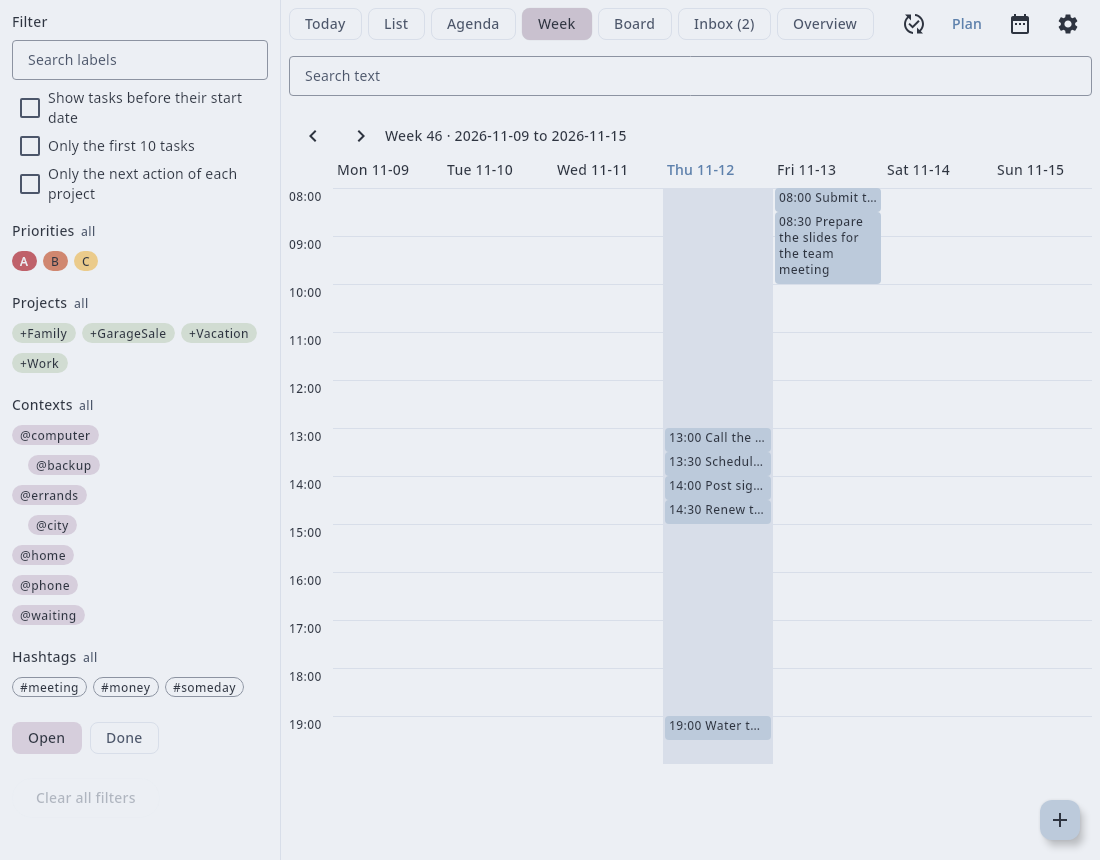 Filter
Search labels
Show tasks before their start
date
Only the first 10 tasks
Only the next action of each
project
Priorities all
A B C
Projects all
+Family +GarageSale +Vacation
+Work
Contexts all
@computer
@backup
@errands
@city
@home
@phone
@waiting
Hashtags all
#meeting #money #someday
Open Done
Clear all filters
Today List Agenda Week Board Inbox (2) Overview Plan
Search text
Week 46 · 2026-11-09 to 2026-11-15
Mon 11-09 Tue 11-10 Wed 11-11 Thu 11-12 Fri 11-13 Sat 11-14 Sun 11-15
08:00 08:00 Submit t…
08:30 Prepare
the slides for
the team
meeting
09:00
10:00
11:00
12:00
13:00 13:00 Call the …
13:30 Schedul…
14:00 14:00 Post sig…
14:30 Renew t…
15:00
16:00
17:00
18:00
19:00 19:00 Water t…
+